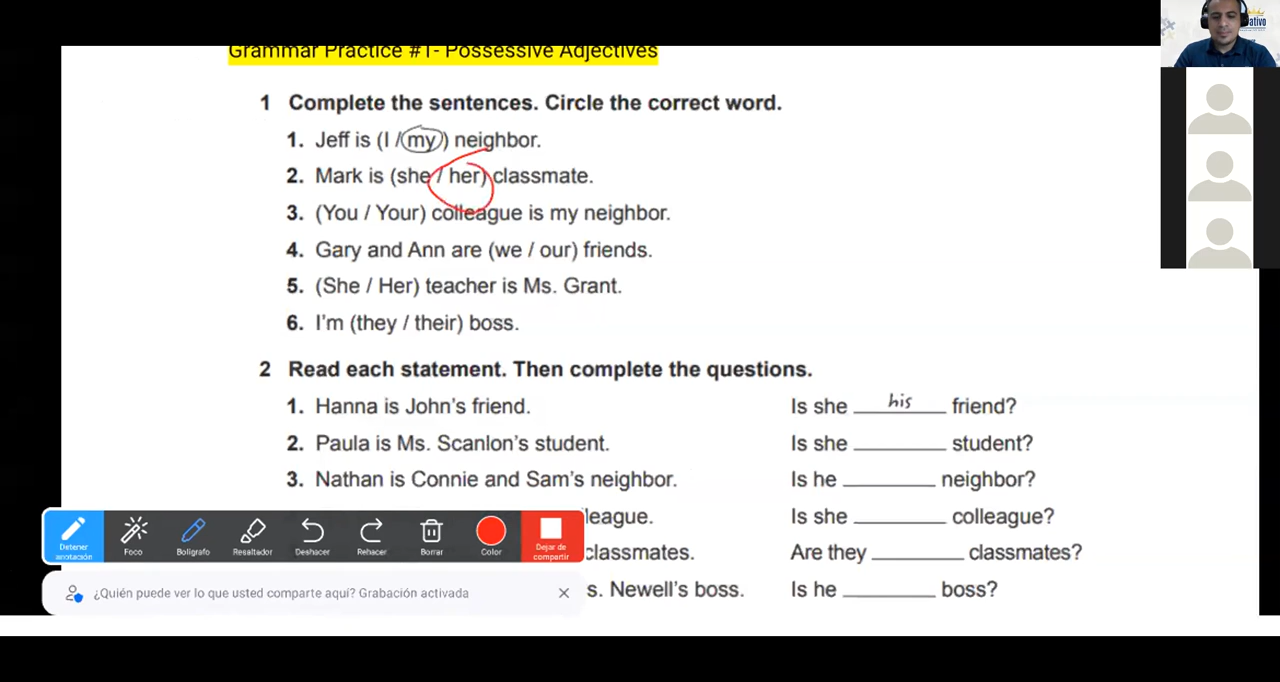 Grammar Practice #1- Possessive Adjectives
ativo
1 Complete the sentences. Circle the correct word.
1. Jeff is (I / my) neighbor.
2. Mark is (she / her) classmate.
3. (You / Your) colleague is my neighbor.
4. Gary and Ann are (we / our) friends.
5. (She / Her) teacher is Ms. Grant.
6. I'm (they / their) boss.
2 Read each statement. Then complete the questions.
1. Hanna is John's friend. Is she his friend?
2. Paula is Ms. Scanlon's student. Is she ________ student?
3. Nathan is Connie and Sam's neighbor. Is he ________ neighbor?
league. Is she ________ colleague?
classmates. Are they ________ classmates?
s. Newell's boss. Is he ________ boss?
Detener anotación
Foco
Bolígrafo
Resaltador
Deshacer
Rehacer
Borrar
Color
Dejar de compartir
¿Quién puede ver lo que usted comparte aquí? Grabación activada